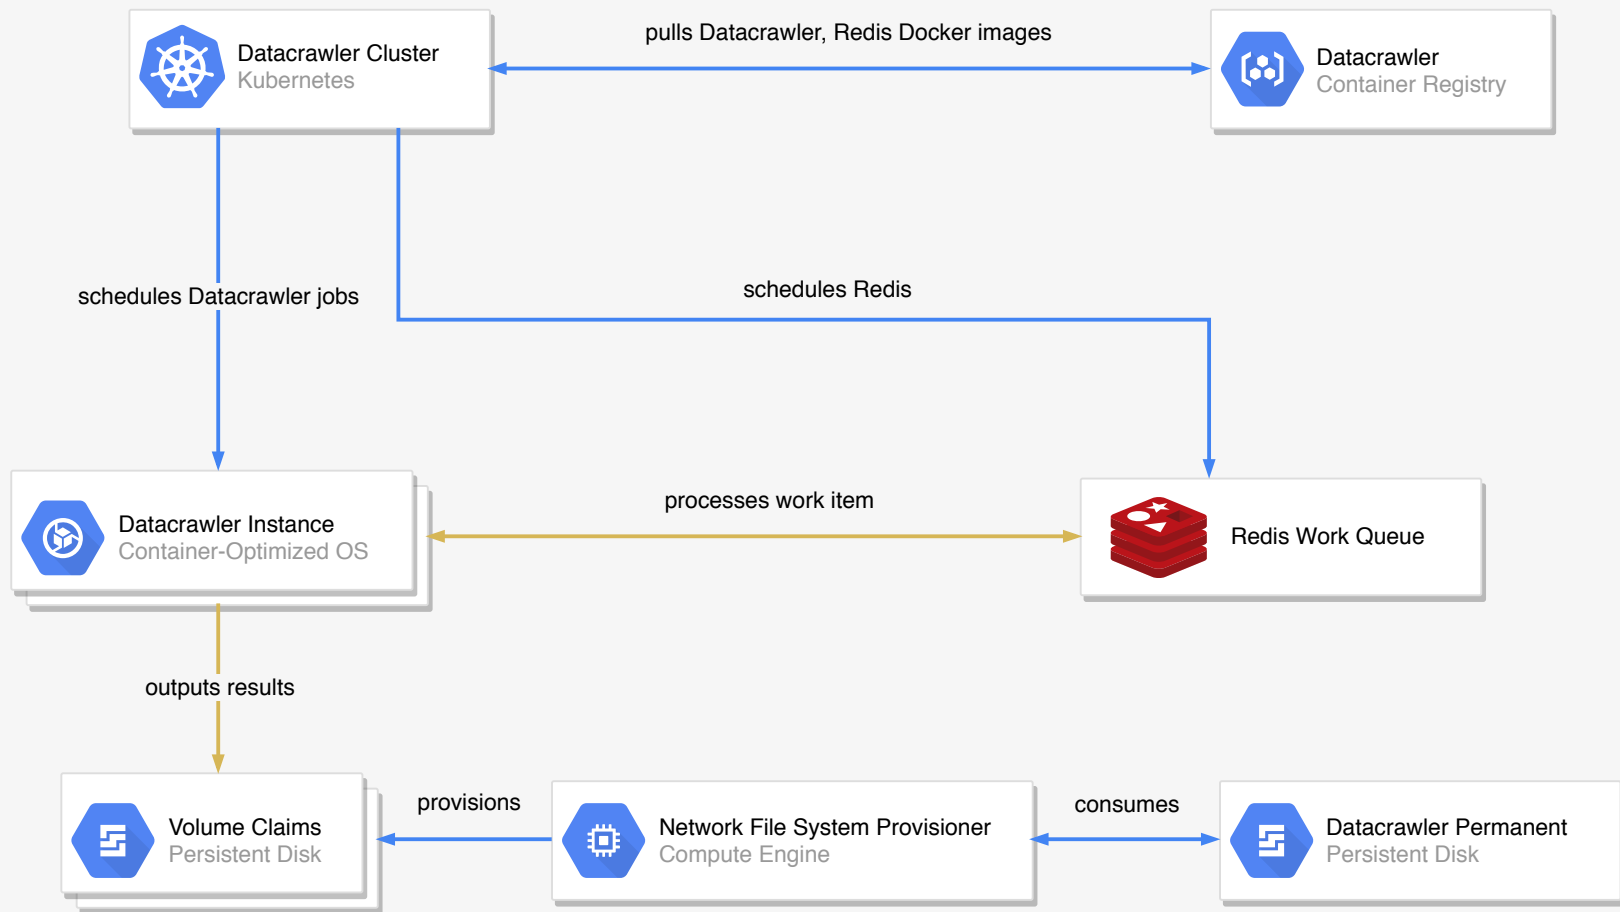 Datacrawler Cluster
Kubernetes
pulls Datacrawler, Redis Docker images
Datacrawler
Container Registry
schedules Datacrawler jobs
schedules Redis
Datacrawler Instance
Container-Optimized OS
processes work item
Redis Work Queue
outputs results
Volume Claims
Persistent Disk
provisions
Network File System Provisioner
Compute Engine
consumes
Datacrawler Permanent
Persistent Disk